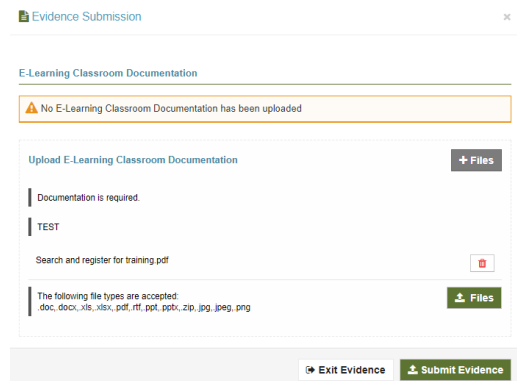 Evidence Submission ×
E-Learning Classroom Documentation
No E-Learning Classroom Documentation has been uploaded
Upload E-Learning Classroom Documentation
+ Files
Documentation is required.
TEST
Search and register for training.pdf
The following file types are accepted:
.doc,.docx,.xls,.xlsx,.pdf,.rtf,.ppt,.pptx,.zip,.jpg,.jpeg,.png
Files
Exit Evidence
Submit Evidence